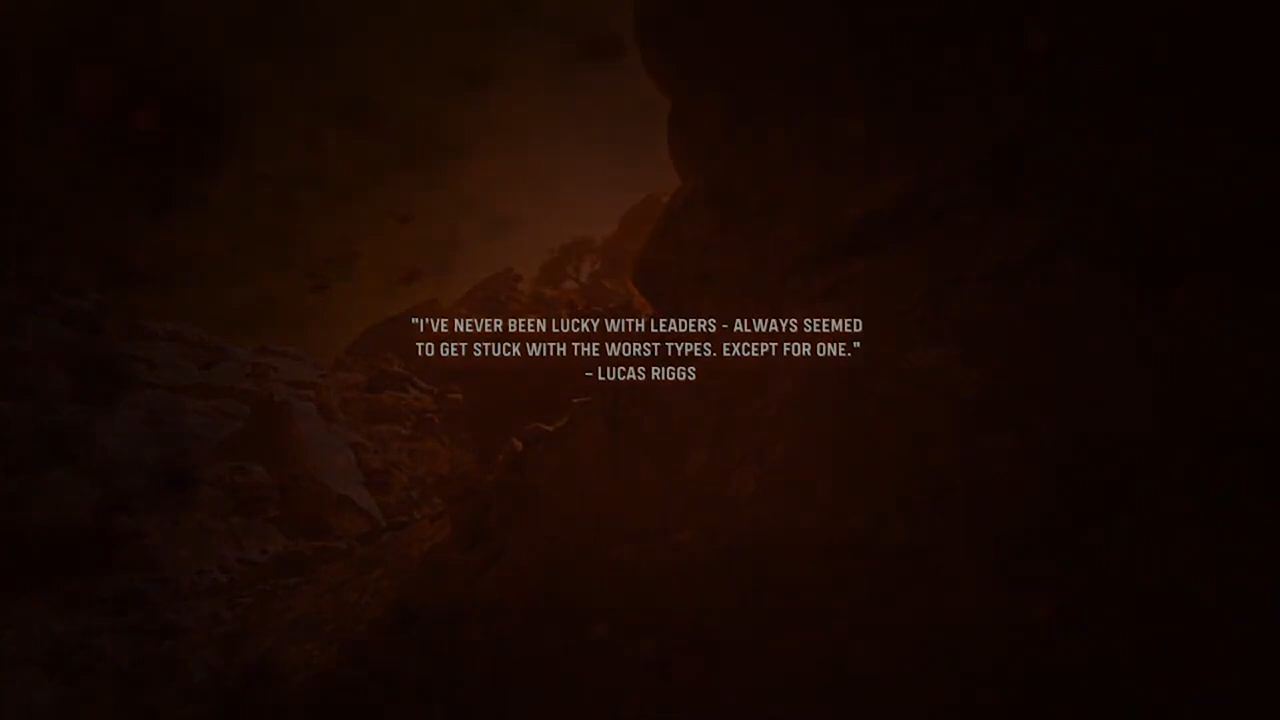 "I'VE NEVER BEEN LUCKY WITH LEADERS - ALWAYS SEEMED
TO GET STUCK WITH THE WORST TYPES. EXCEPT FOR ONE."
– LUCAS RIGGS